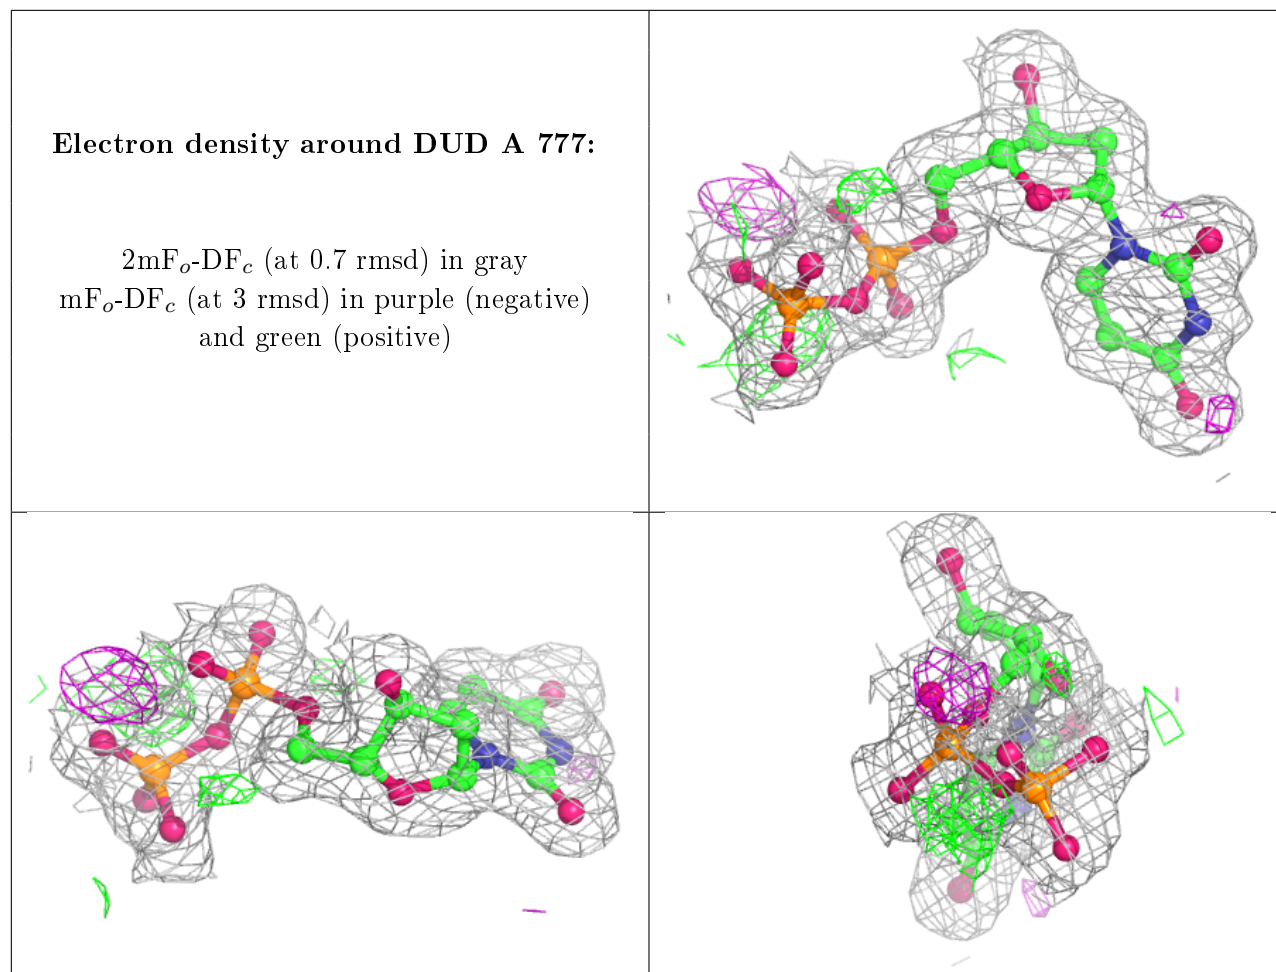 Electron density around DUD A 777:
2mFo-DFc (at 0.7 rmsd) in gray
mFo-DFc (at 3 rmsd) in purple (negative)
and green (positive)